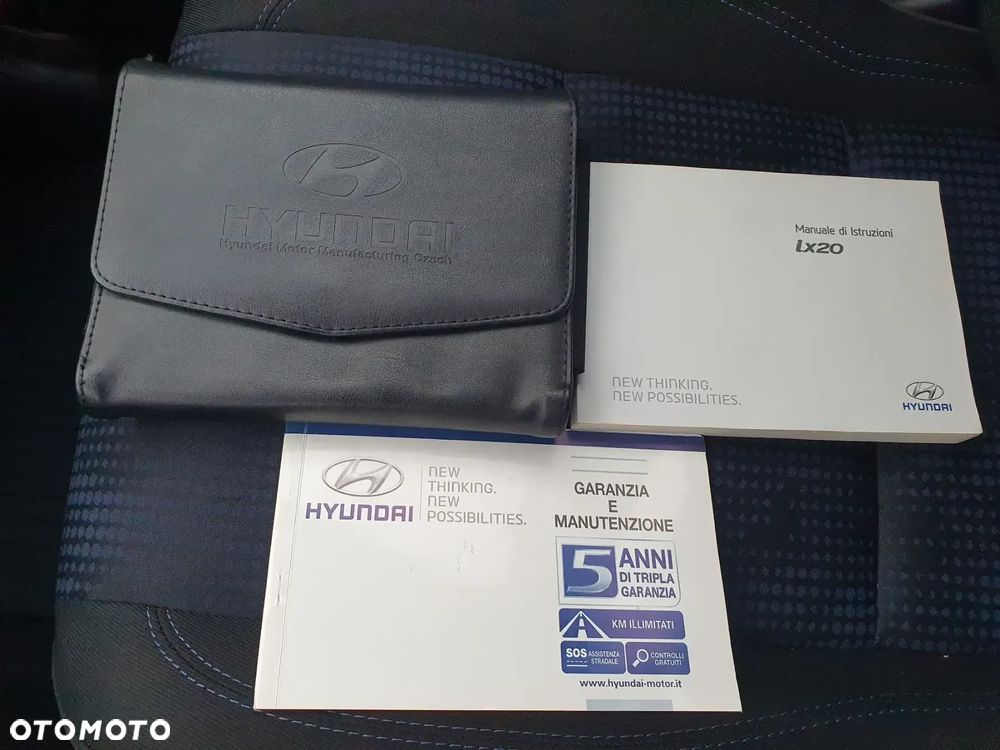 HYUNDAI
Hyundai Motor Manufacturing Czech
Manuale di Istruzioni
ix20
NEW THINKING.
NEW POSSIBILITIES.
HYUNDAI
HYUNDAI
NEW
THINKING.
NEW
POSSIBILITIES.
GARANZIA
E
MANUTENZIONE
5 ANNI
DI TRIPLA
GARANZIA
KM ILLIMITATI
SOS ASSISTENZA
STRADALE
CONTROLLI
GRATUITI
www.hyundai-motor.it
OTOMOTO